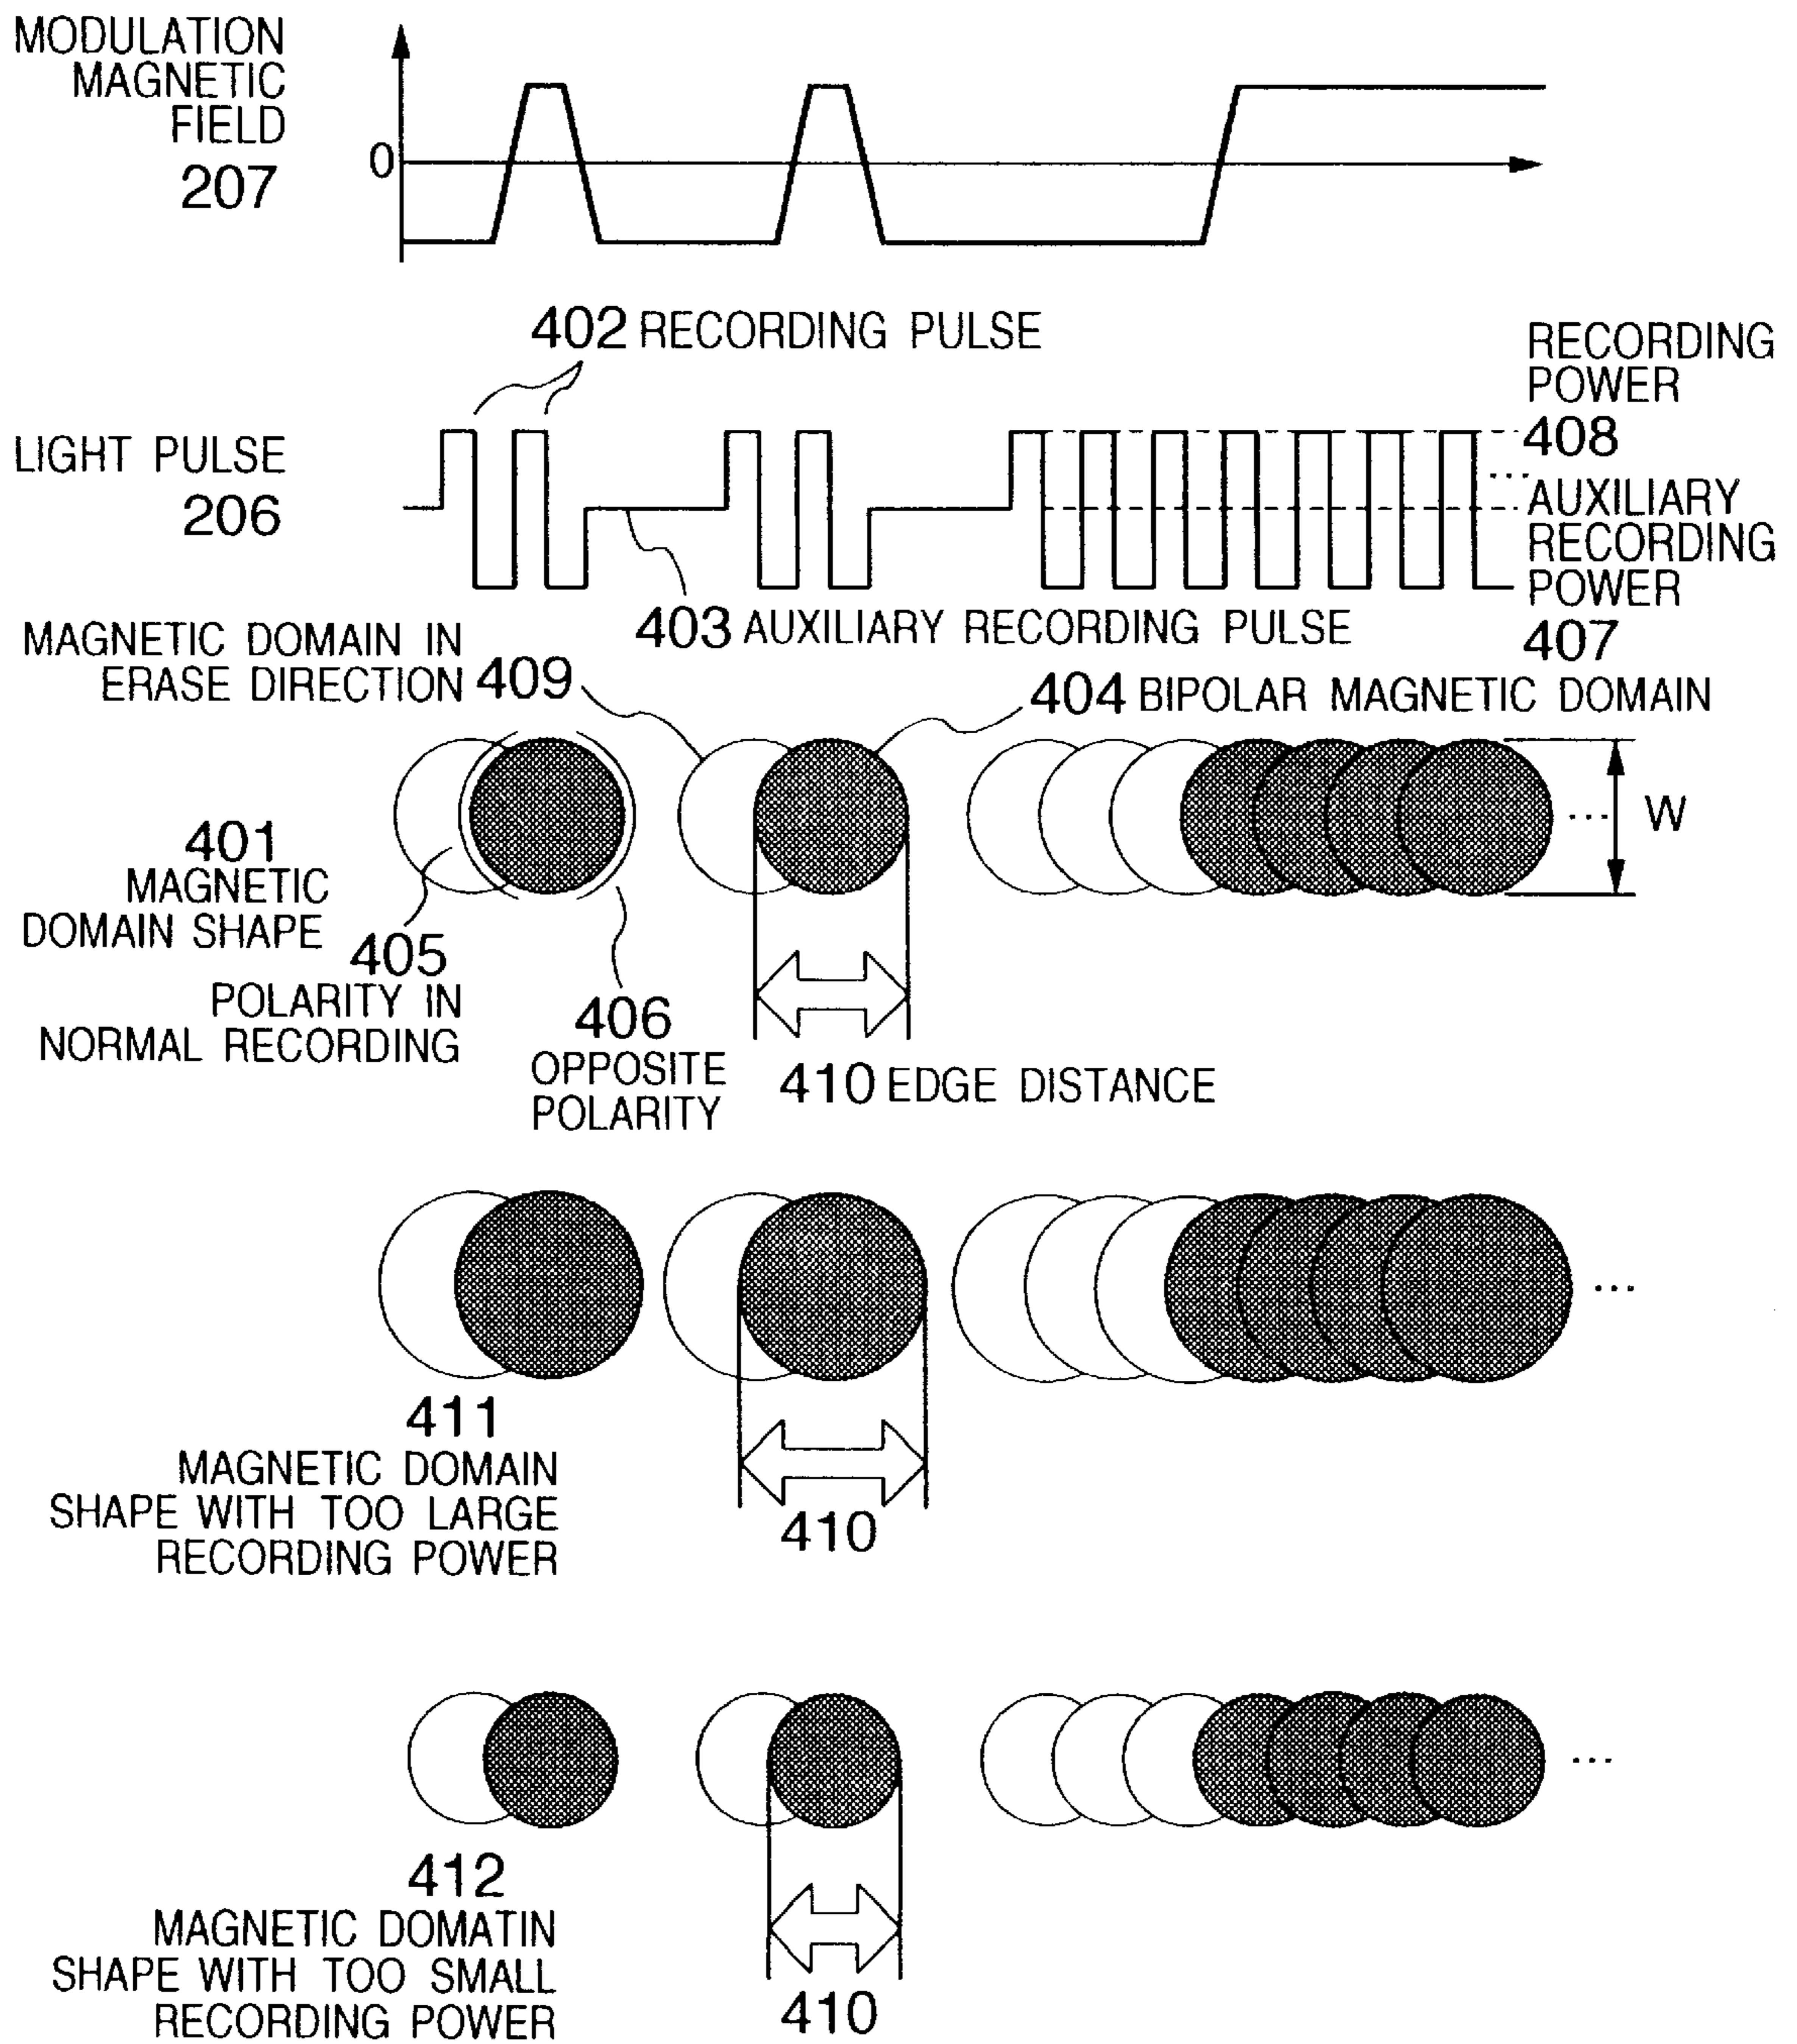 MODULATION
MAGNETIC
FIELD
207
0
402 RECORDING PULSE
RECORDING
POWER
408
LIGHT PULSE
206
...
AUXILIARY
RECORDING
POWER
407
403 AUXILIARY RECORDING PULSE
MAGNETIC DOMAIN IN
ERASE DIRECTION 409
404 BIPOLAR MAGNETIC DOMAIN
401
MAGNETIC
DOMAIN SHAPE
... W
405
POLARITY IN
NORMAL RECORDING
406
OPPOSITE
POLARITY
410 EDGE DISTANCE
...
411
MAGNETIC DOMAIN
SHAPE WITH TOO LARGE
RECORDING POWER
410
...
412
MAGNETIC DOMATIN
SHAPE WITH TOO SMALL
RECORDING POWER
410